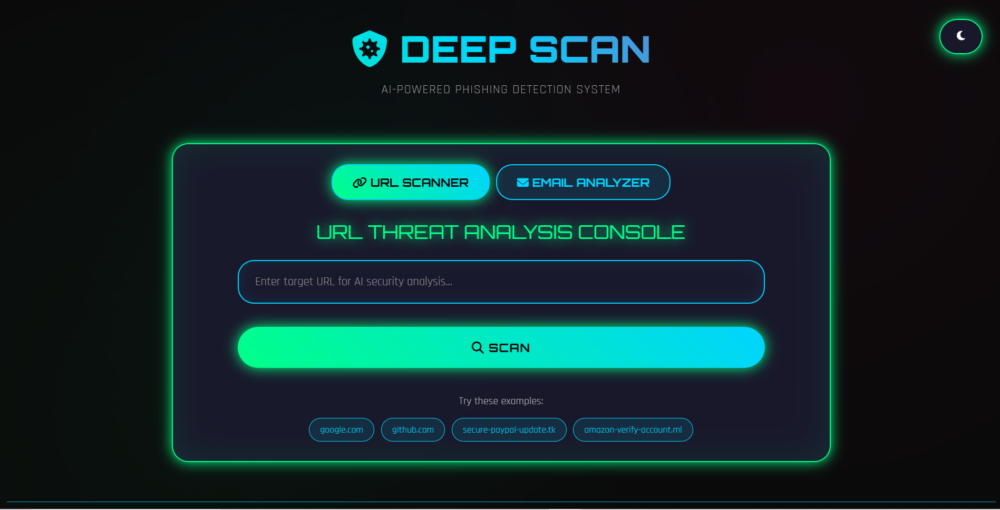 DEEP SCAN
AI-POWERED PHISHING DETECTION SYSTEM
URL SCANNER
EMAIL ANALYZER
URL THREAT ANALYSIS CONSOLE
Enter target URL for AI security analysis...
SCAN
Try these examples:
google.com
github.com
secure-paypal-update.tk
amazon-verify-account.ml